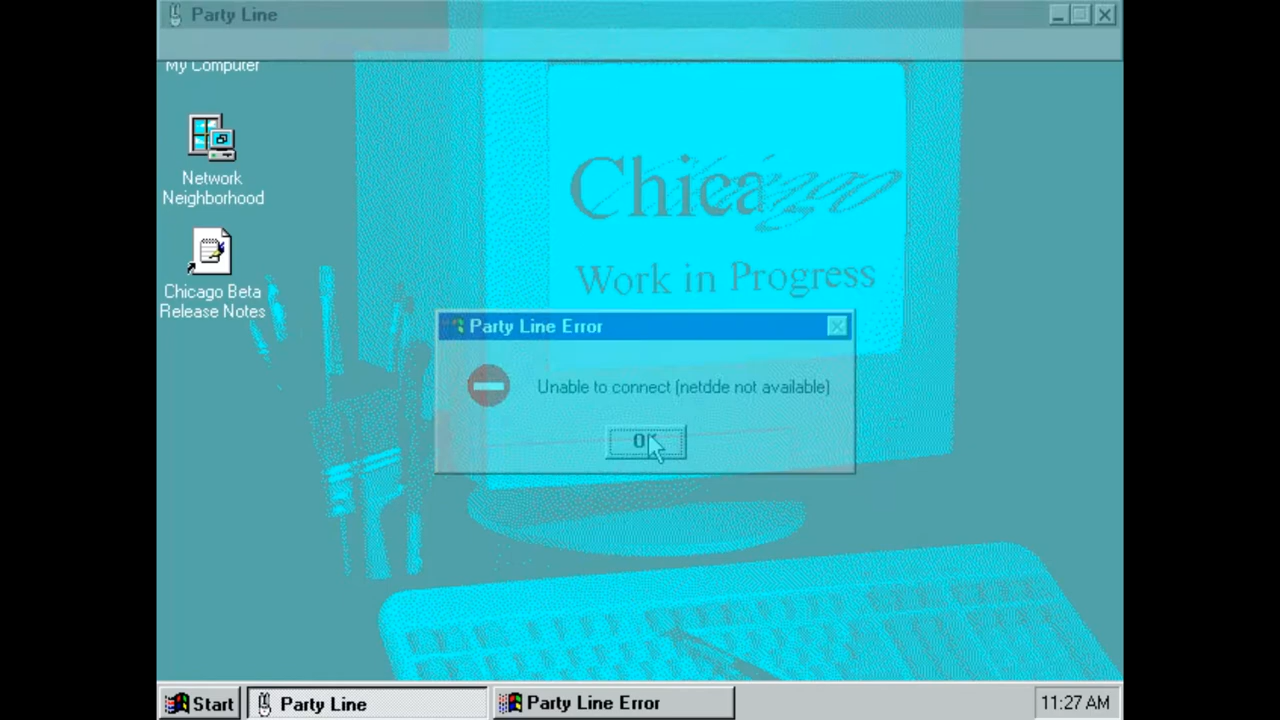 Party Line
My Computer
Network
Neighborhood
Chicago Beta
Release Notes
Chicago
Work in Progress
Party Line Error
Unable to connect (netdde not available)
OK
Start
Party Line
Party Line Error
11:27 AM